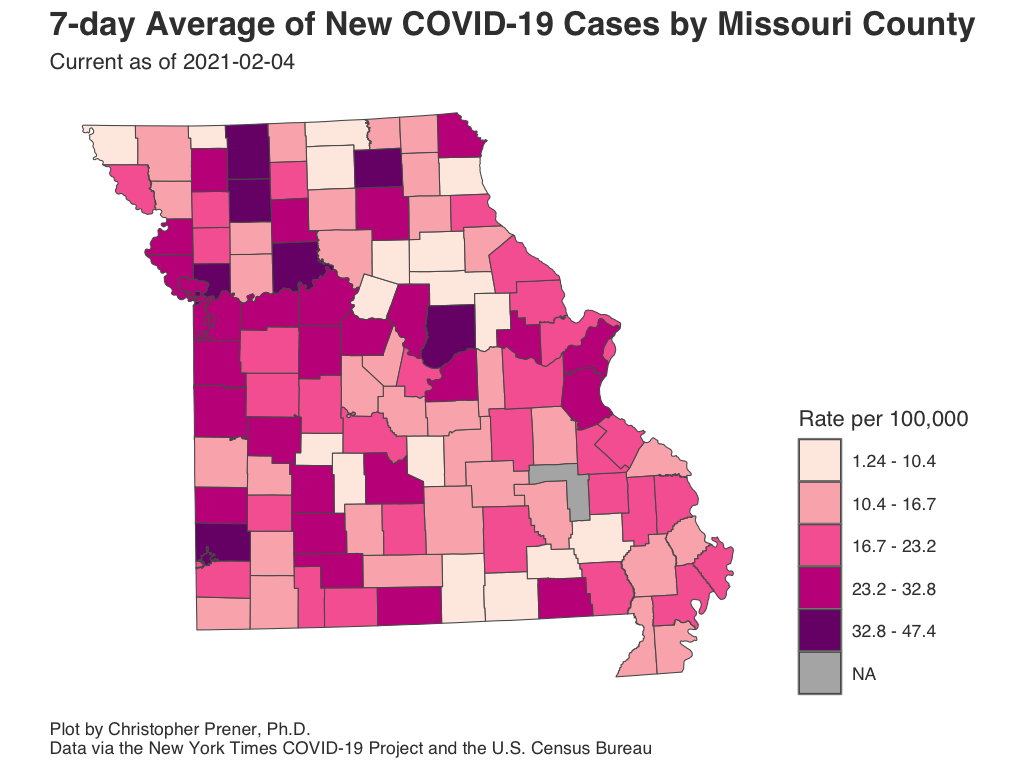 7-day Average of New COVID-19 Cases by Missouri County
Current as of 2021-02-04
Rate per 100,000
1.24 - 10.4
10.4 - 16.7
16.7 - 23.2
23.2 - 32.8
32.8 - 47.4
NA
Plot by Christopher Prener, Ph.D.
Data via the New York Times COVID-19 Project and the U.S. Census Bureau